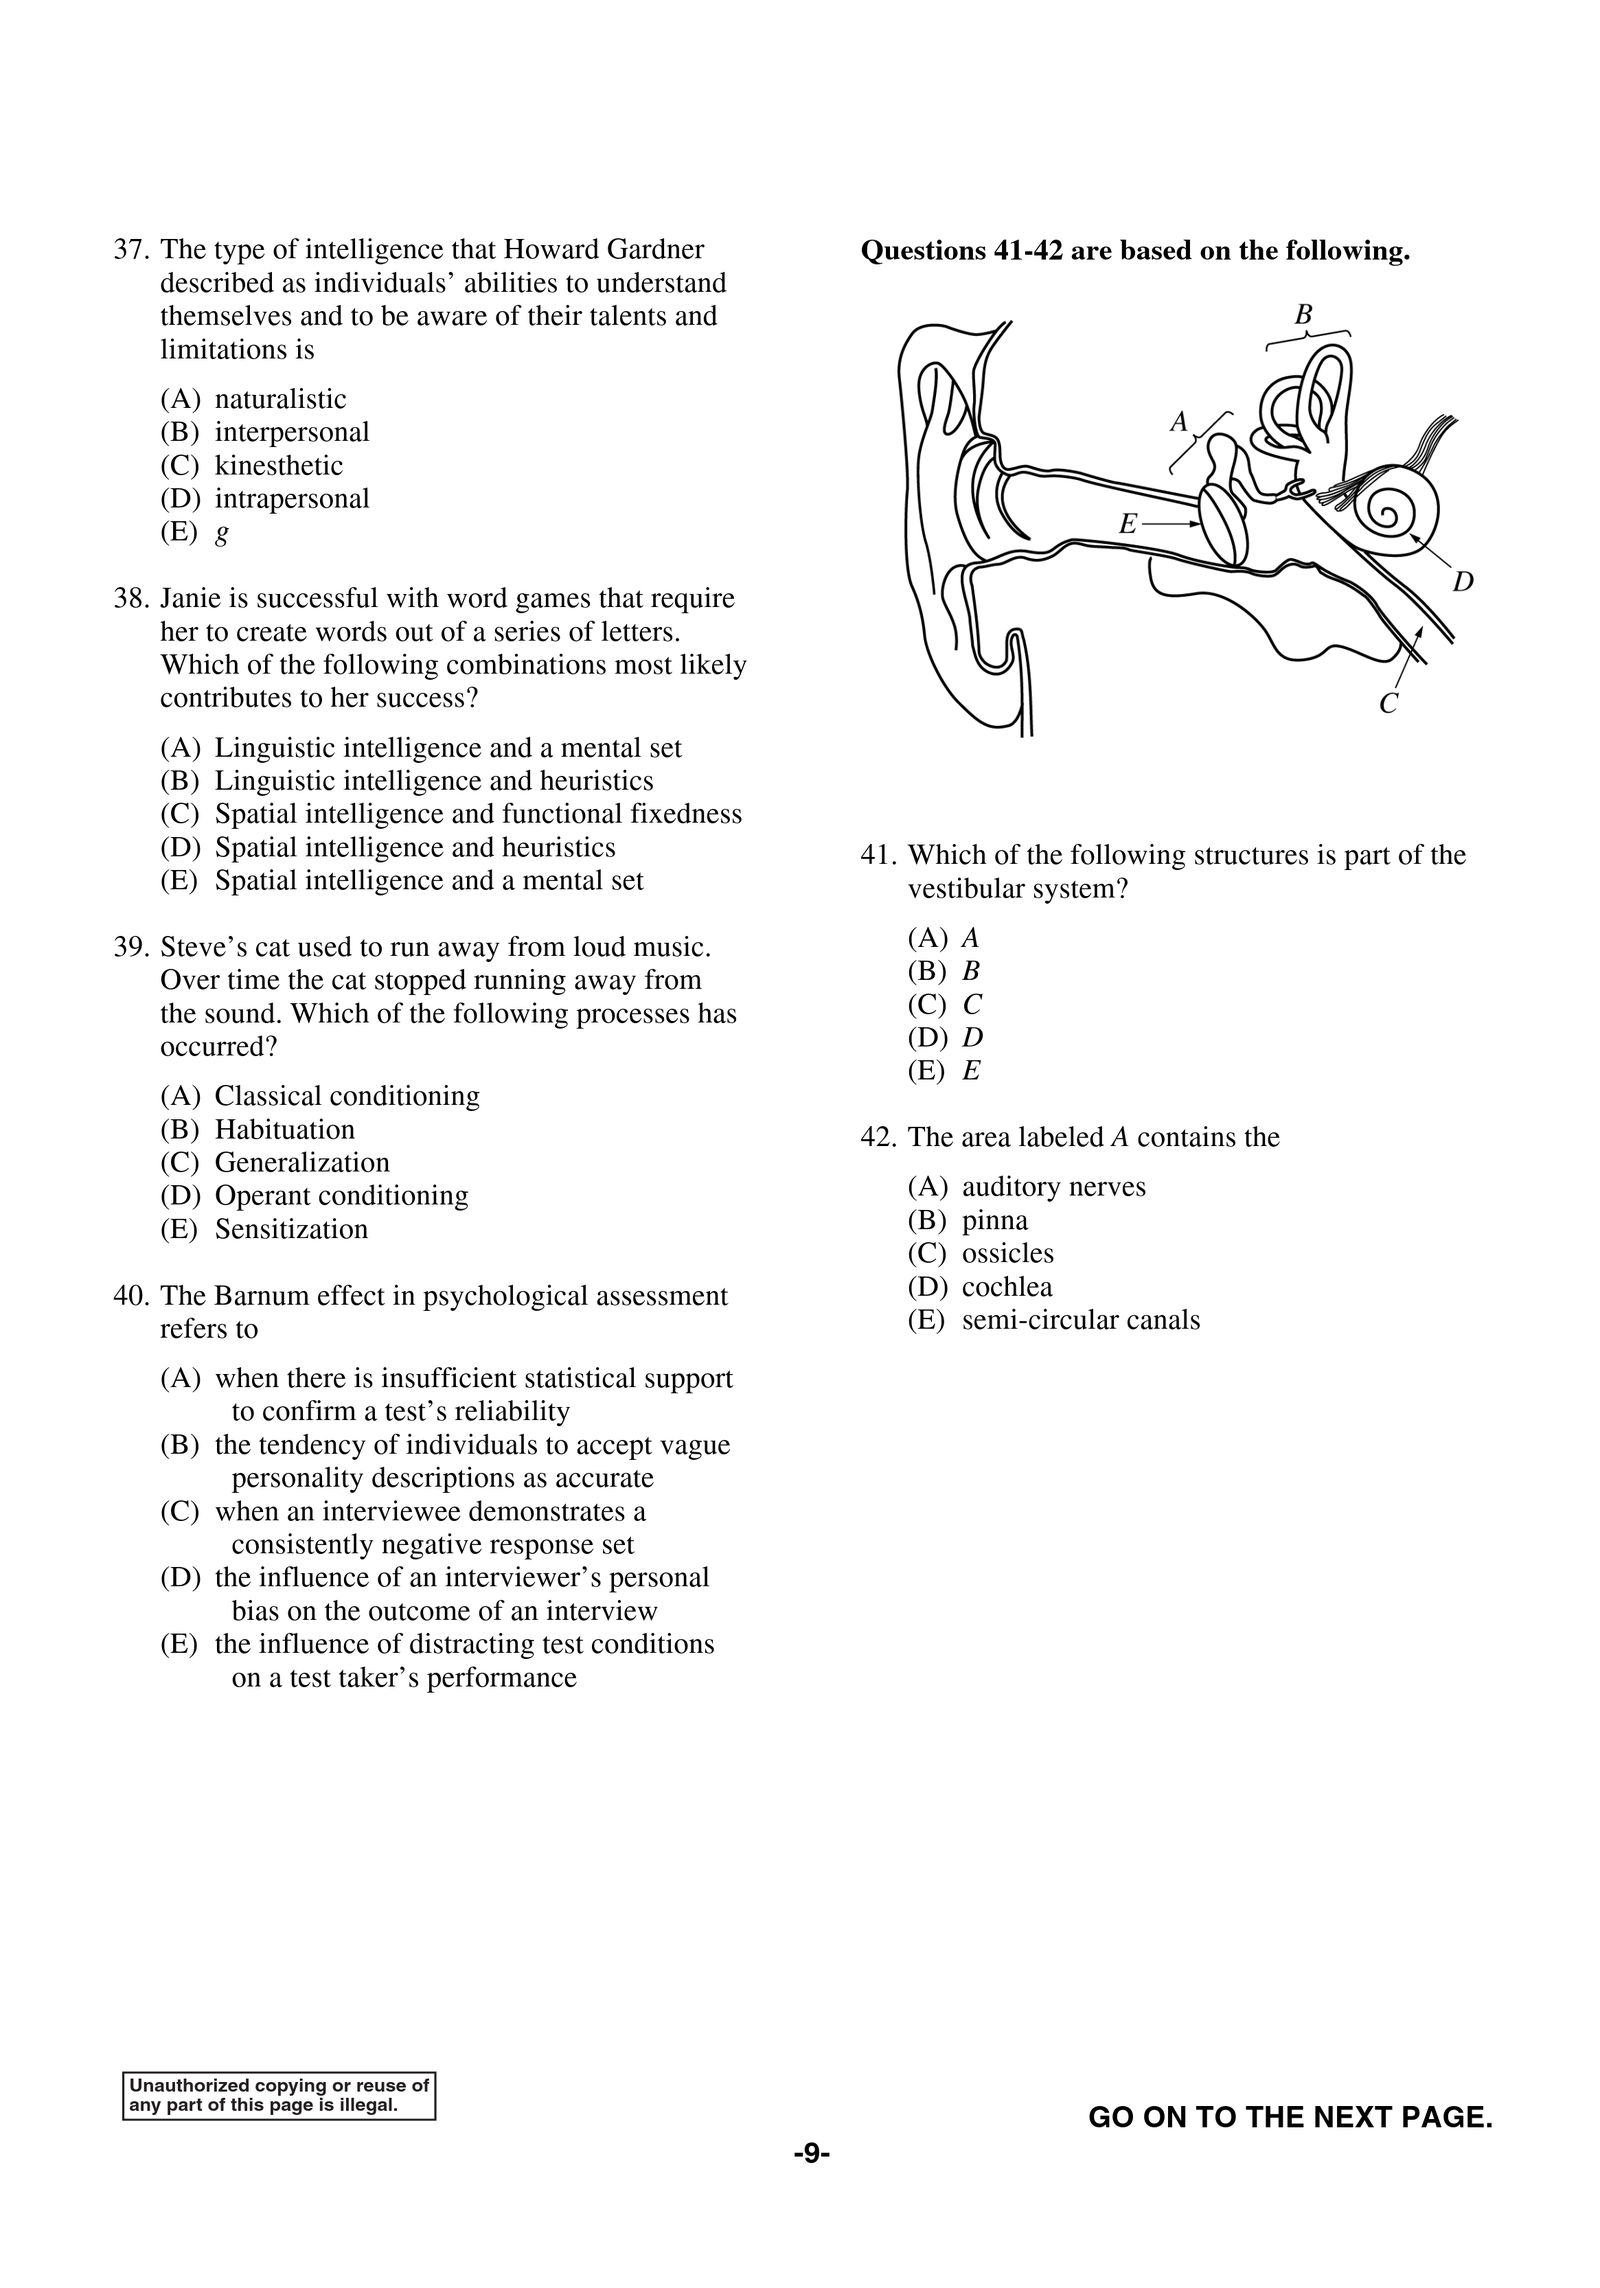 37. The type of intelligence that Howard Gardner
described as individuals’ abilities to understand
themselves and to be aware of their talents and
limitations is
(A) naturalistic
(B) interpersonal
(C) kinesthetic
(D) intrapersonal
(E) g
38. Janie is successful with word games that require
her to create words out of a series of letters.
Which of the following combinations most likely
contributes to her success?
(A) Linguistic intelligence and a mental set
(B) Linguistic intelligence and heuristics
(C) Spatial intelligence and functional fixedness
(D) Spatial intelligence and heuristics
(E) Spatial intelligence and a mental set
39. Steve’s cat used to run away from loud music.
Over time the cat stopped running away from
the sound. Which of the following processes has
occurred?
(A) Classical conditioning
(B) Habituation
(C) Generalization
(D) Operant conditioning
(E) Sensitization
40. The Barnum effect in psychological assessment
refers to
(A) when there is insufficient statistical support
to confirm a test’s reliability
(B) the tendency of individuals to accept vague
personality descriptions as accurate
(C) when an interviewee demonstrates a
consistently negative response set
(D) the influence of an interviewer’s personal
bias on the outcome of an interview
(E) the influence of distracting test conditions
on a test taker’s performance
Questions 41-42 are based on the following.
B
A
E
D
C
41. Which of the following structures is part of the
vestibular system?
(A) A
(B) B
(C) C
(D) D
(E) E
42. The area labeled A contains the
(A) auditory nerves
(B) pinna
(C) ossicles
(D) cochlea
(E) semi-circular canals
Unauthorized copying or reuse of
any part of this page is illegal.
GO ON TO THE NEXT PAGE.
-9-